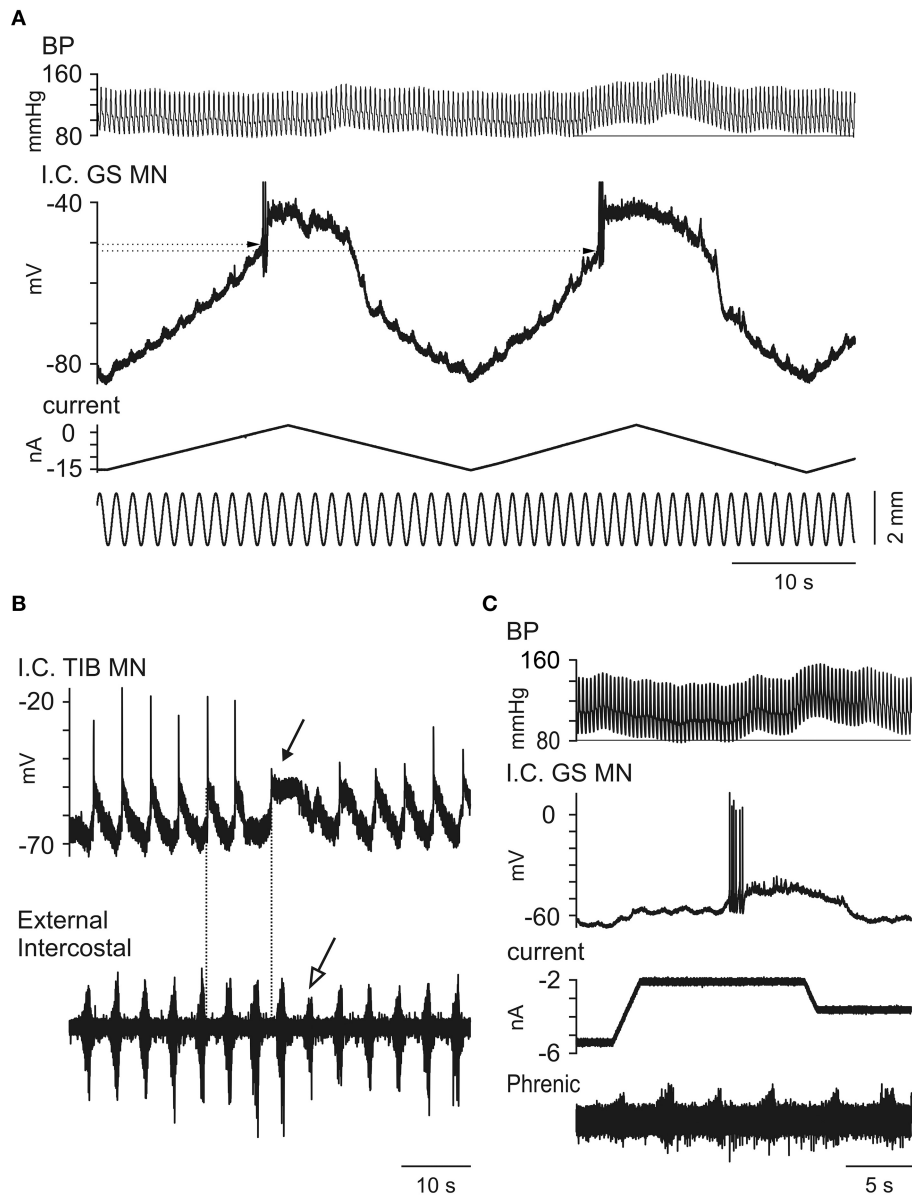 A
BP
160
80
mmHg
I.C. GS MN
-40
-80
mV
current
0
-15
nA
2 mm
10 s
B
I.C. TIB MN
-20
-70
mV
External
Intercostal
10 s
C
BP
160
80
mmHg
I.C. GS MN
0
-60
mV
current
-2
-6
nA
Phrenic
5 s